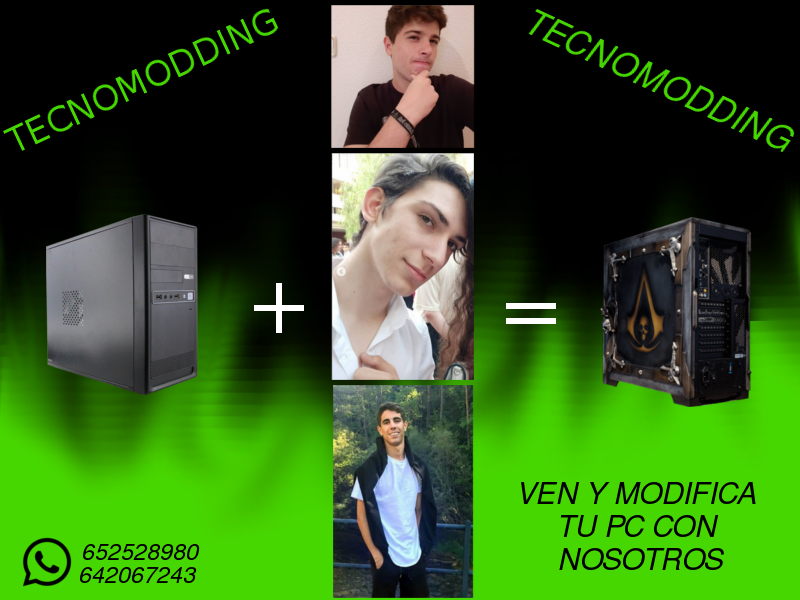 TECNOMODDING
TECNOMODDING
VEN Y MODIFICA
TU PC CON
NOSOTROS
652528980
642067243